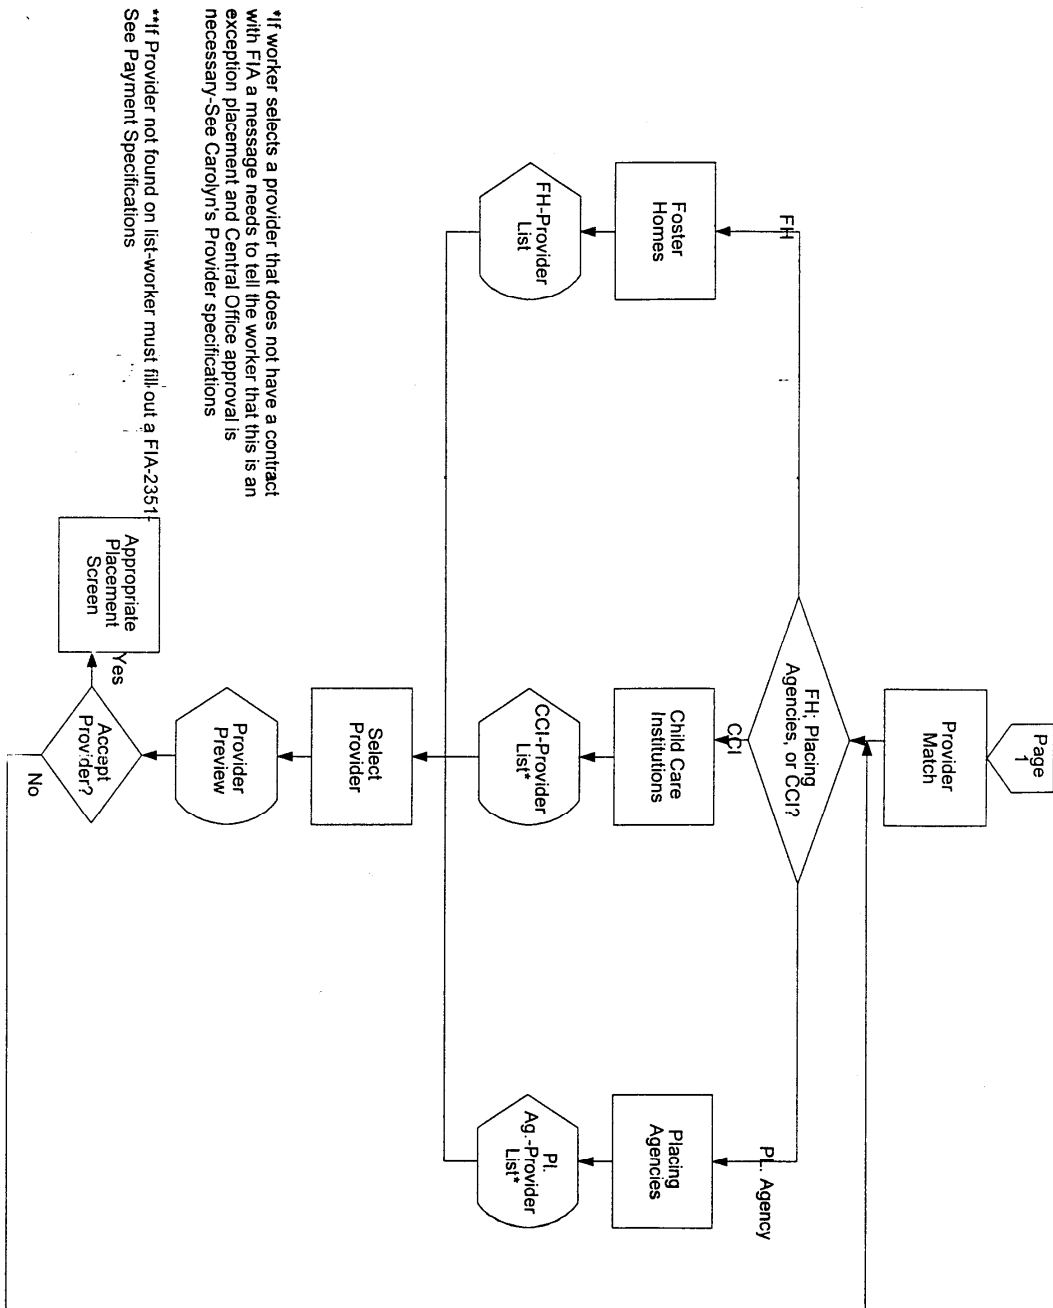 Page
1
Provider
Match
FH; Placing
Agencies, or CCI?
FH
CCI
PL. Agency
Foster
Homes
Child Care
Institutions
Placing
Agencies
FH-Provider
List
CCI-Provider
List*
Pl.
Ag.-Provider
List*
Select
Provider
Provider
Preview
Accept
Provider?
Yes
No
Appropriate
Placement
Screen
*If worker selects a provider that does not have a contract
with FIA a message needs to tell the worker that this is an
exception placement and Central Office approval is
necessary-See Carolyn's Provider specifications
**If Provider not found on list-worker must fill out a FIA-2351-
See Payment Specifications